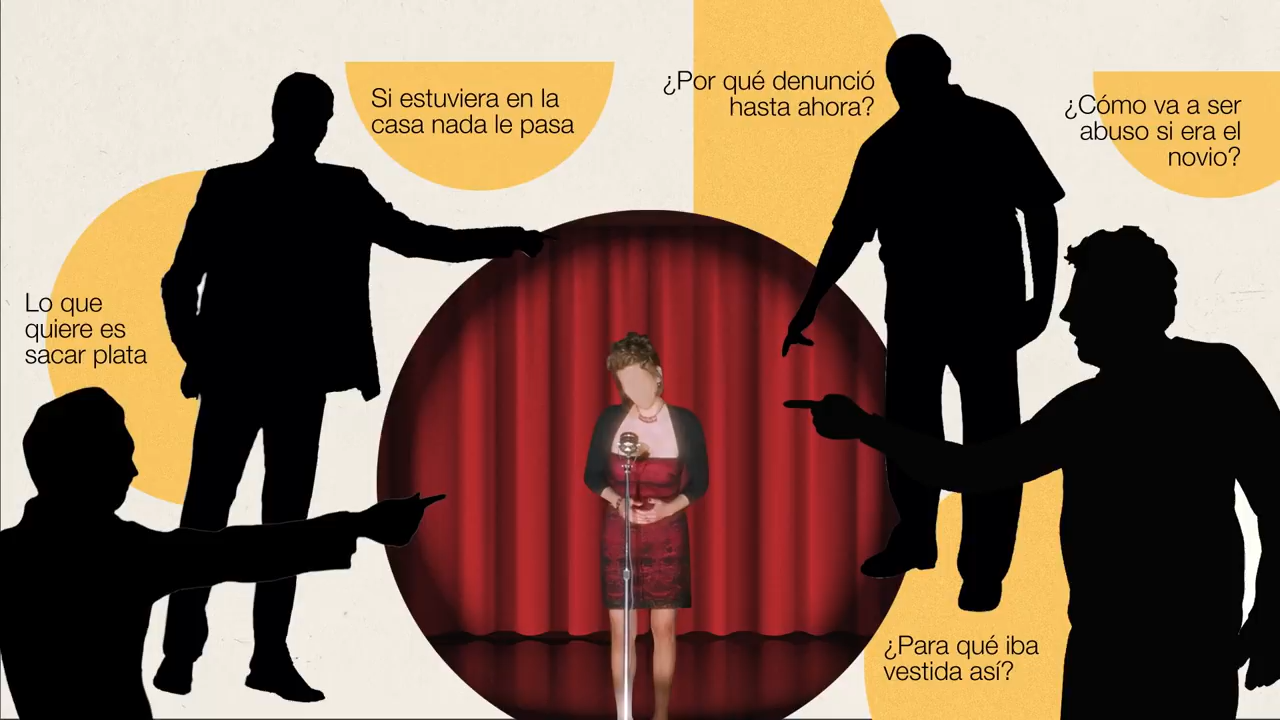 Si estuviera en la
casa nada le pasa
¿Por qué denunció
hasta ahora?
¿Cómo va a ser
abuso si era el
novio?
Lo que
quiere es
sacar plata
¿Para qué iba
vestida así?